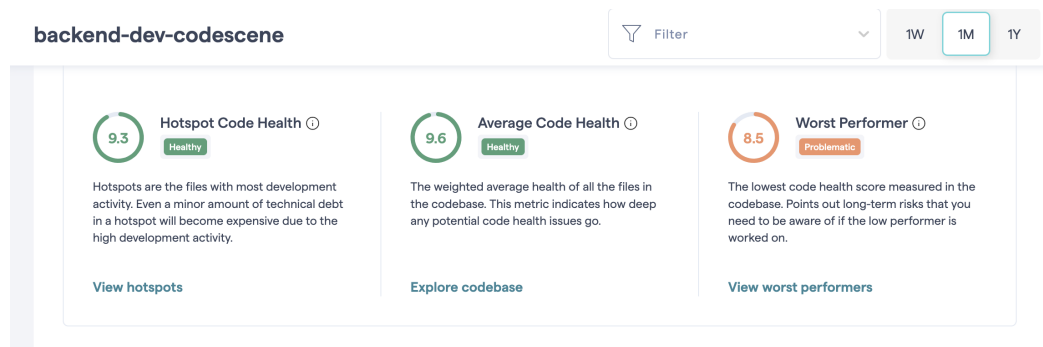 backend-dev-codescene
Filter
1W
1M
1Y
9.3
Hotspot Code Health
Healthy
Hotspots are the files with most development
activity. Even a minor amount of technical debt
in a hotspot will become expensive due to the
high development activity.
View hotspots
9.6
Average Code Health
Healthy
The weighted average health of all the files in
the codebase. This metric indicates how deep
any potential code health issues go.
Explore codebase
8.5
Worst Performer
Problematic
The lowest code health score measured in the
codebase. Points out long-term risks that you
need to be aware of if the low performer is
worked on.
View worst performers